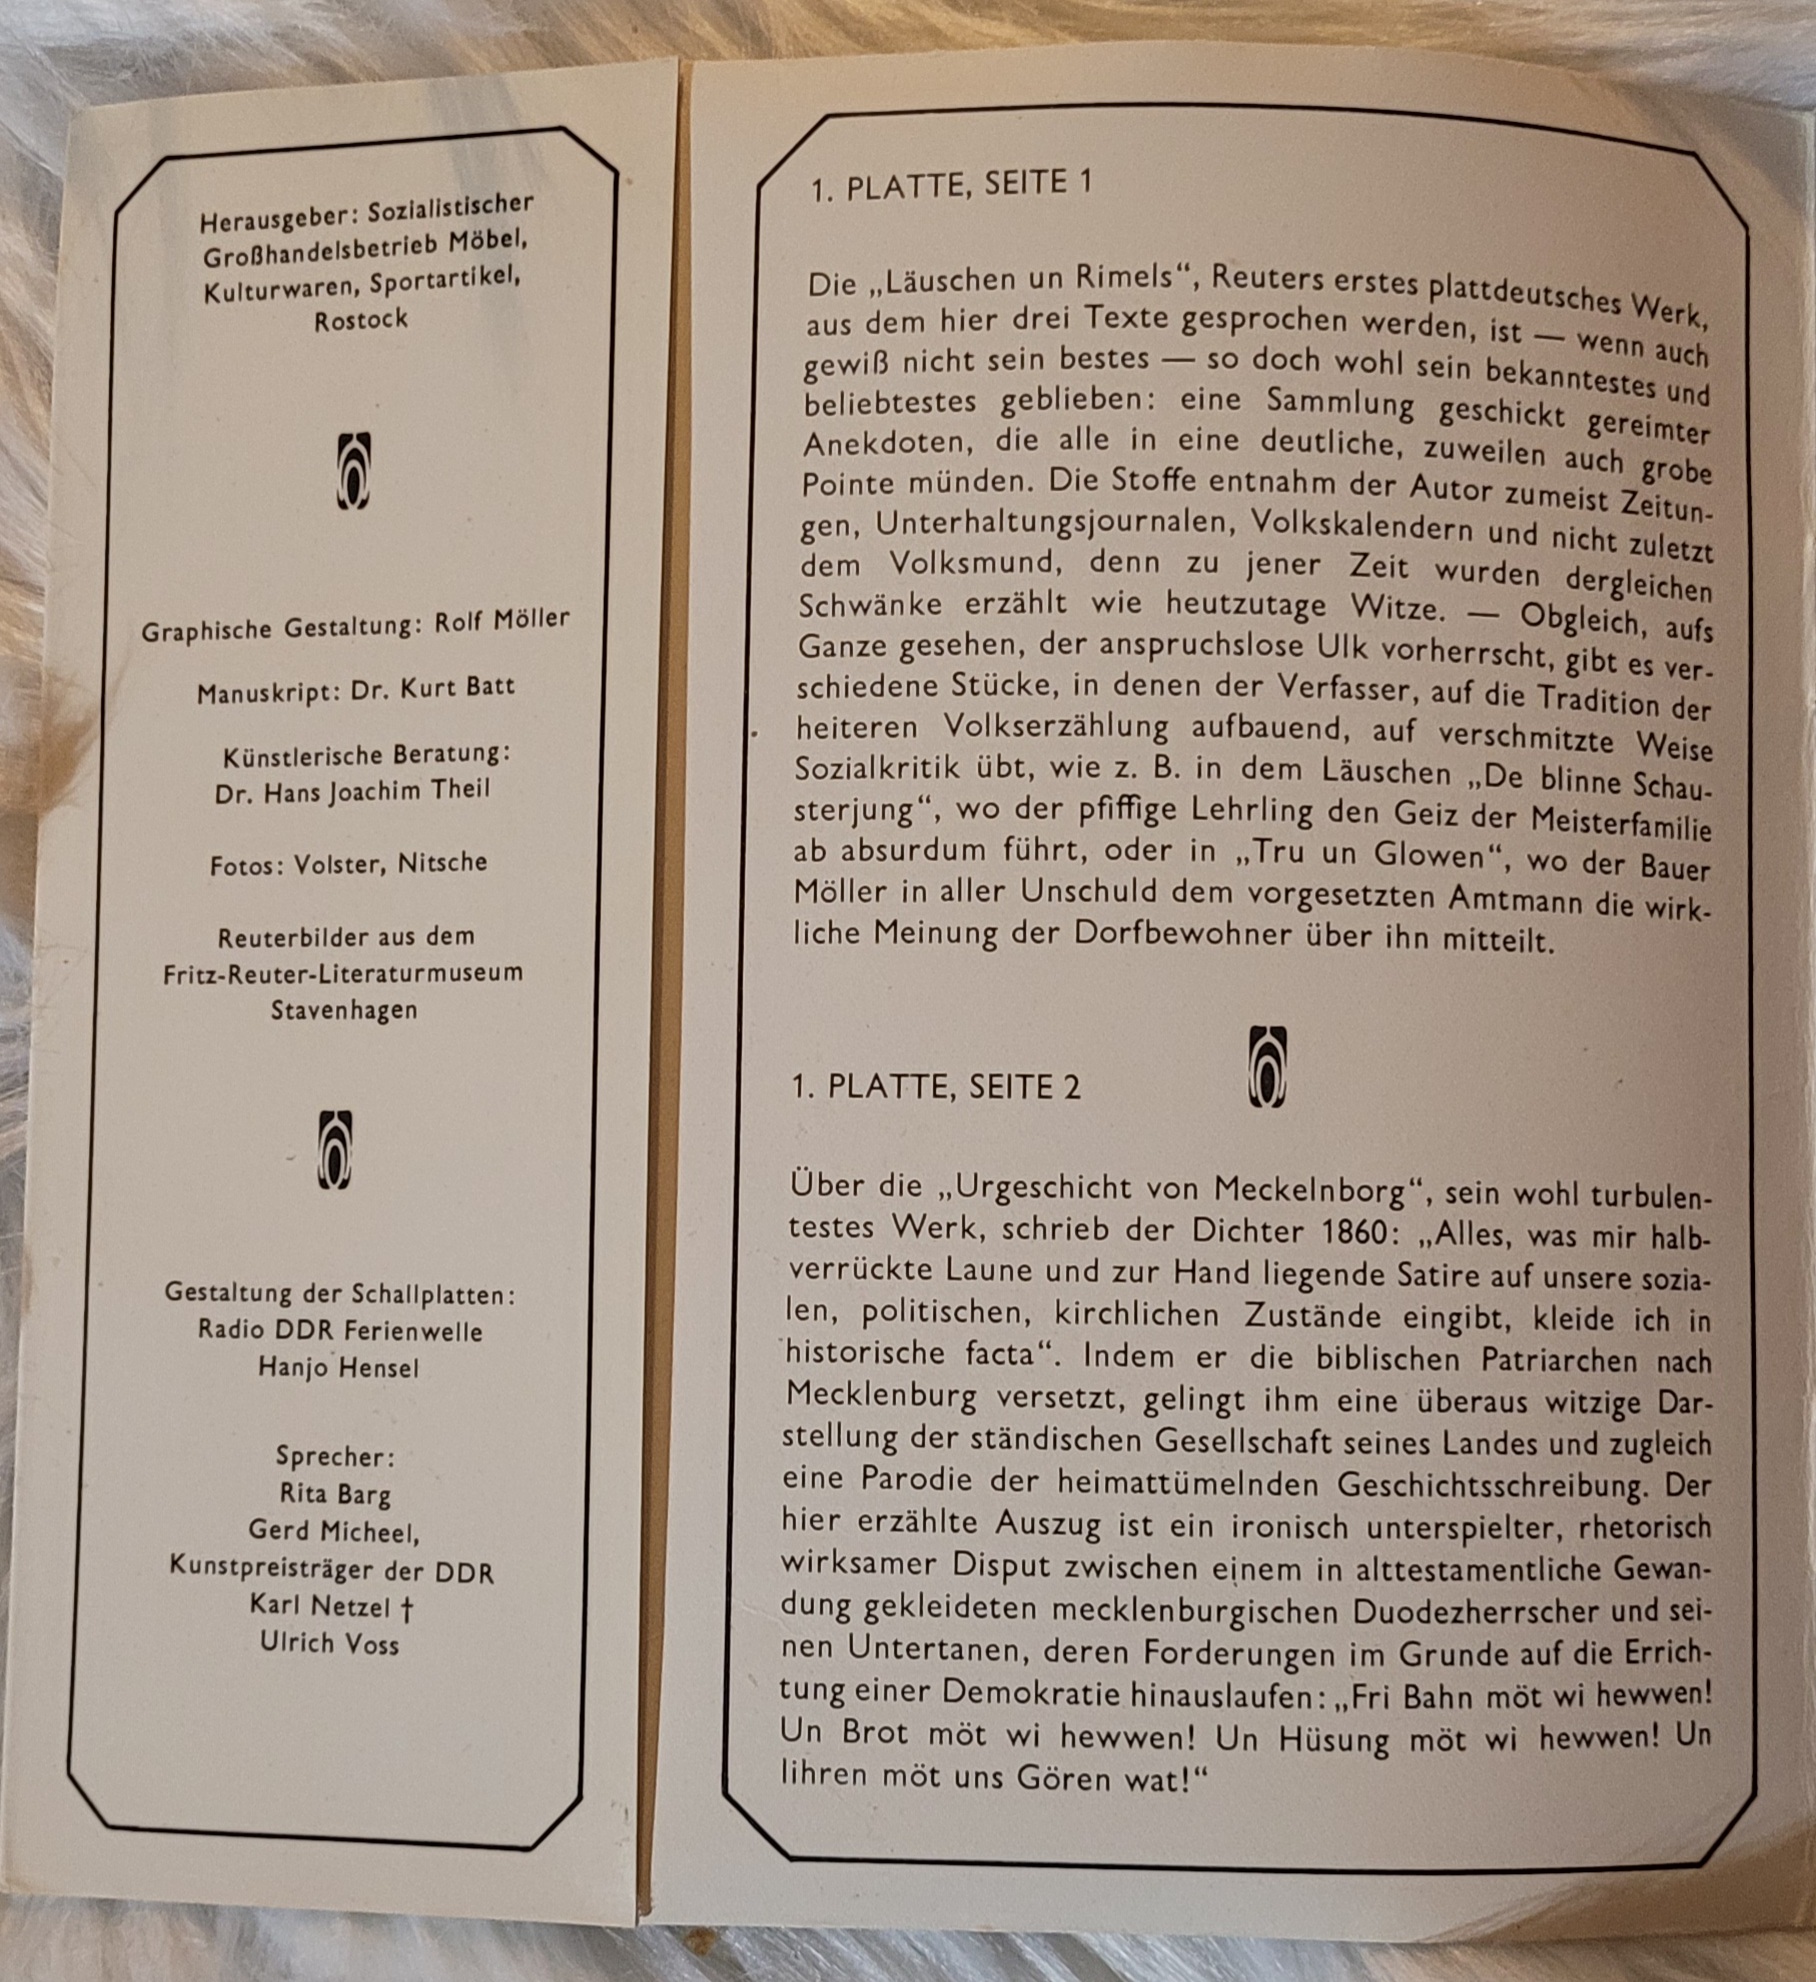 Herausgeber: Sozialistischer
Großhandelsbetrieb Möbel,
Kulturwaren, Sportartikel,
Rostock
Graphische Gestaltung: Rolf Möller
Manuskript: Dr. Kurt Batt
Künstlerische Beratung:
Dr. Hans Joachim Theil
Fotos: Volster, Nitsche
Reuterbilder aus dem
Fritz-Reuter-Literaturmuseum
Stavenhagen
Gestaltung der Schallplatten:
Radio DDR Ferienwelle
Hanjo Hensel
Sprecher:
Rita Barg
Gerd Micheel,
Kunstpreisträger der DDR
Karl Netzel †
Ulrich Voss
1. PLATTE, SEITE 1
Die „Läuschen un Rimels“, Reuters erstes plattdeutsches Werk,
aus dem hier drei Texte gesprochen werden, ist — wenn auch
gewiß nicht sein bestes — so doch wohl sein bekanntestes und
beliebtestes geblieben: eine Sammlung geschickt gereimter
Anekdoten, die alle in eine deutliche, zuweilen auch grobe
Pointe münden. Die Stoffe entnahm der Autor zumeist Zeitun-
gen, Unterhaltungsjournalen, Volkskalendern und nicht zuletzt
dem Volksmund, denn zu jener Zeit wurden dergleichen
Schwänke erzählt wie heutzutage Witze. — Obgleich, aufs
Ganze gesehen, der anspruchslose Ulk vorherrscht, gibt es ver-
schiedene Stücke, in denen der Verfasser, auf die Tradition der
heiteren Volkserzählung aufbauend, auf verschmitzte Weise
Sozialkritik übt, wie z. B. in dem Läuschen „De blinne Schau-
sterjung“, wo der pfiffige Lehrling den Geiz der Meisterfamilie
ab absurdum führt, oder in „Tru un Glowen“, wo der Bauer
Möller in aller Unschuld dem vorgesetzten Amtmann die wirk-
liche Meinung der Dorfbewohner über ihn mitteilt.
1. PLATTE, SEITE 2
Über die „Urgeschicht von Meckelnborg“, sein wohl turbulen-
testes Werk, schrieb der Dichter 1860: „Alles, was mir halb-
verrückte Laune und zur Hand liegende Satire auf unsere sozia-
len, politischen, kirchlichen Zustände eingibt, kleide ich in
historische facta“. Indem er die biblischen Patriarchen nach
Mecklenburg versetzt, gelingt ihm eine überaus witzige Dar-
stellung der ständischen Gesellschaft seines Landes und zugleich
eine Parodie der heimattümelnden Geschichtsschreibung. Der
hier erzählte Auszug ist ein ironisch unterspielter, rhetorisch
wirksamer Disput zwischen einem in alttestamentliche Gewan-
dung gekleideten mecklenburgischen Duodezherrscher und sei-
nen Untertanen, deren Forderungen im Grunde auf die Errich-
tung einer Demokratie hinauslaufen: „Fri Bahn möt wi hewwen!
Un Brot möt wi hewwen! Un Hüsung möt wi hewwen! Un
lihren möt uns Gören wat!“